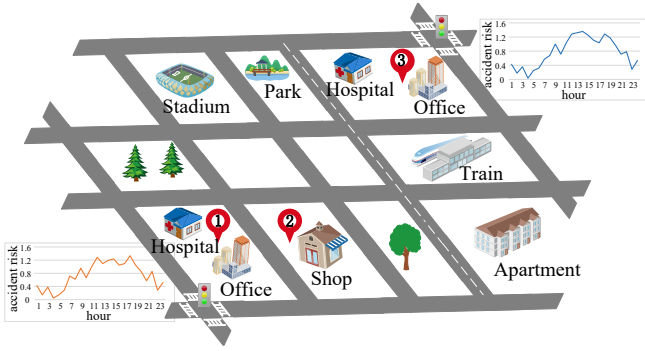 accident risk
1.6
1.2
0.8
0.4
0
1 3 5 7 9 11 13 15 17 19 21 23
hour
3
Hospital
Park
Stadium
Office
Train
1
2
Hospital
Office
Shop
Apartment
accident risk
1.6
1.2
0.8
0.4
0
1 3 5 7 9 11 13 15 17 19 21 23
hour